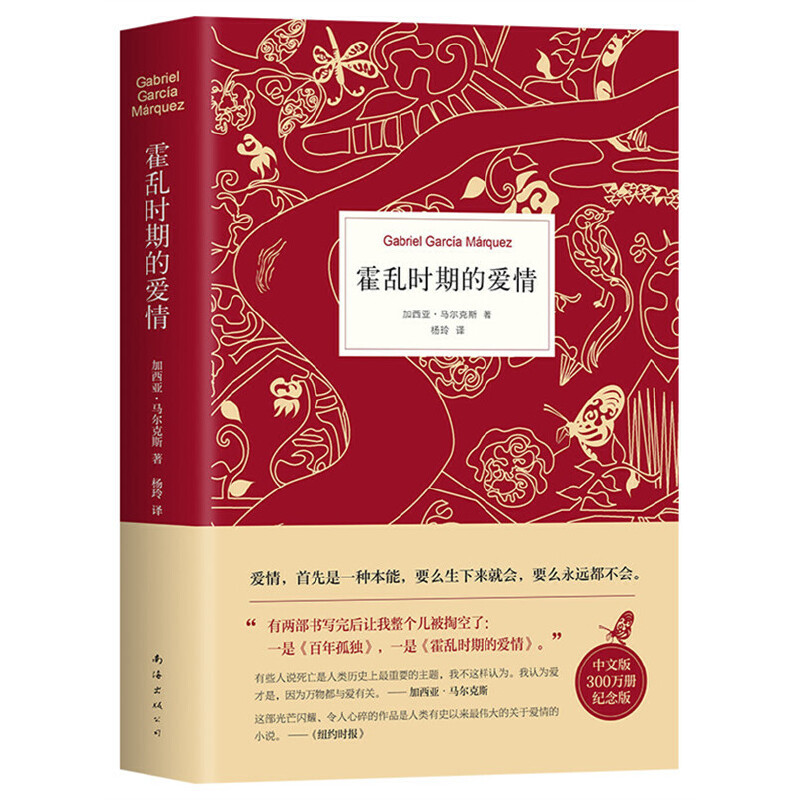 Gabriel
García
Márquez
霍乱时期的爱情
加西亚·马尔克斯 著
杨玲 译
南海出版公司
Gabriel García Márquez
霍乱时期的爱情
加西亚·马尔克斯 著
杨玲 译
爱情，首先是一种本能，要么生下来就会，要么永远都不会。
“有两部书写完后让我整个儿被掏空了：
一是《百年孤独》，一是《霍乱时期的爱情》。”
有些人说死亡是人类历史上最重要的主题，我不这样认为。我认为爱
才是，因为万物都与爱有关。——加西亚·马尔克斯
这部光芒闪耀、令人心碎的作品是人类有史以来最伟大的关于爱情的
小说。——《纽约时报》
中文版
300万册
纪念版